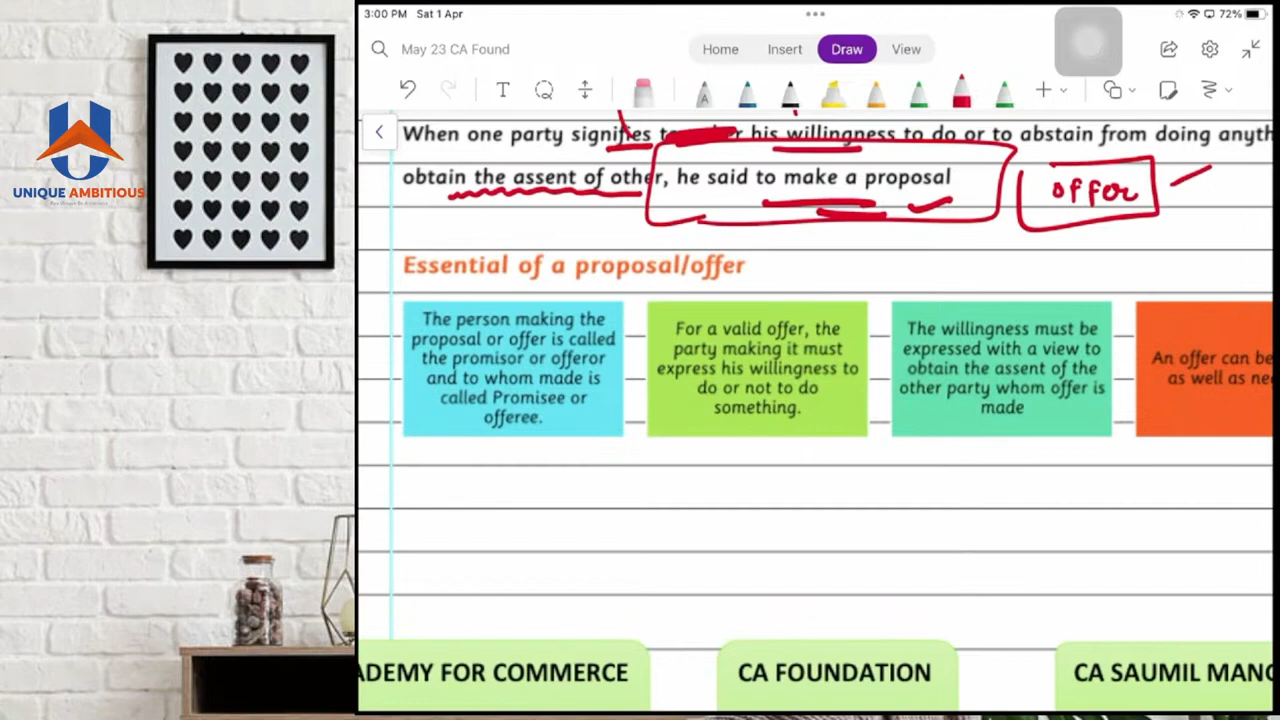 3:00 PM Sat 1 Apr
72%
May 23 CA Found
Home
Insert
Draw
View
UNIQUE AMBITIOUS
When one party signifies to his willingness to do or to abstain from doing anyth
obtain the assent of other, he said to make a proposal
offer
Essential of a proposal/offer
The person making the
proposal or offer is called
the promisor or offeror
and to whom made is
called Promisee or
offeree.
For a valid offer, the
party making it must
express his willingness to
do or not to do
something.
The willingness must be
expressed with a view to
obtain the assent of the
other party whom offer is
made
An offer can be
as well as ne
ADEMY FOR COMMERCE
CA FOUNDATION
CA SAUMIL MAN